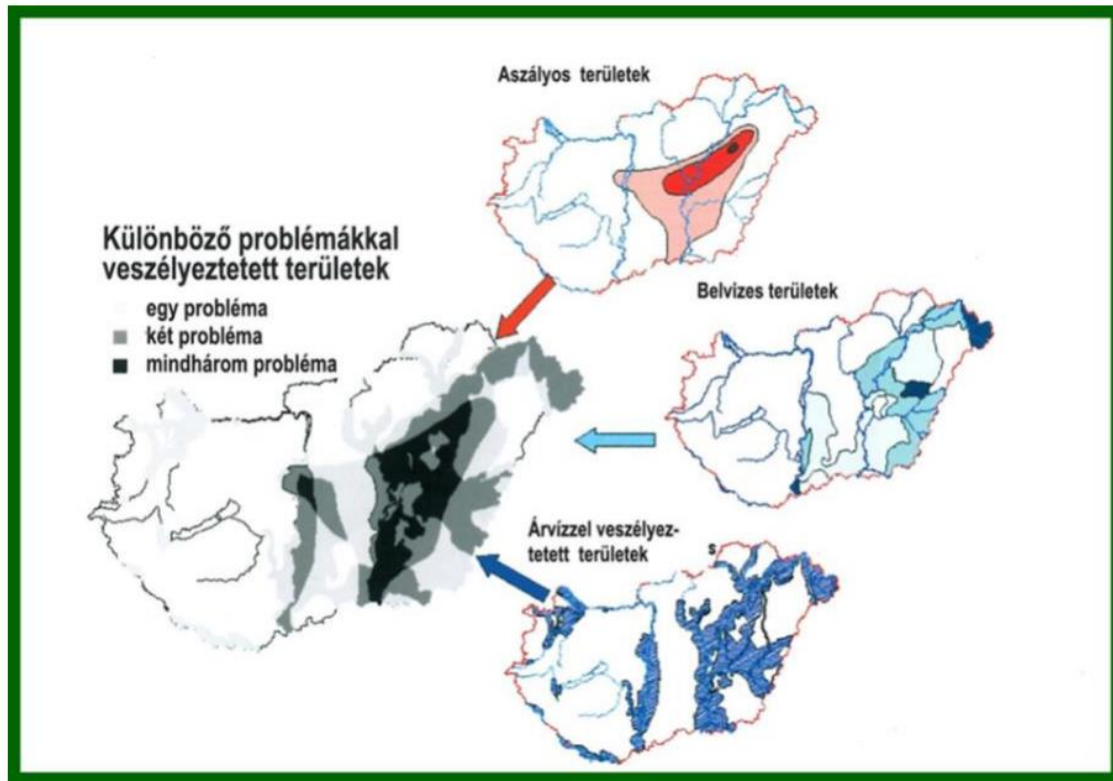 Aszályos területek
Különböző problémákkal
veszélyeztetett területek
egy probléma
két probléma
mindhárom probléma
Belvizes területek
Árvízzel veszélyez-
tetett területek
s